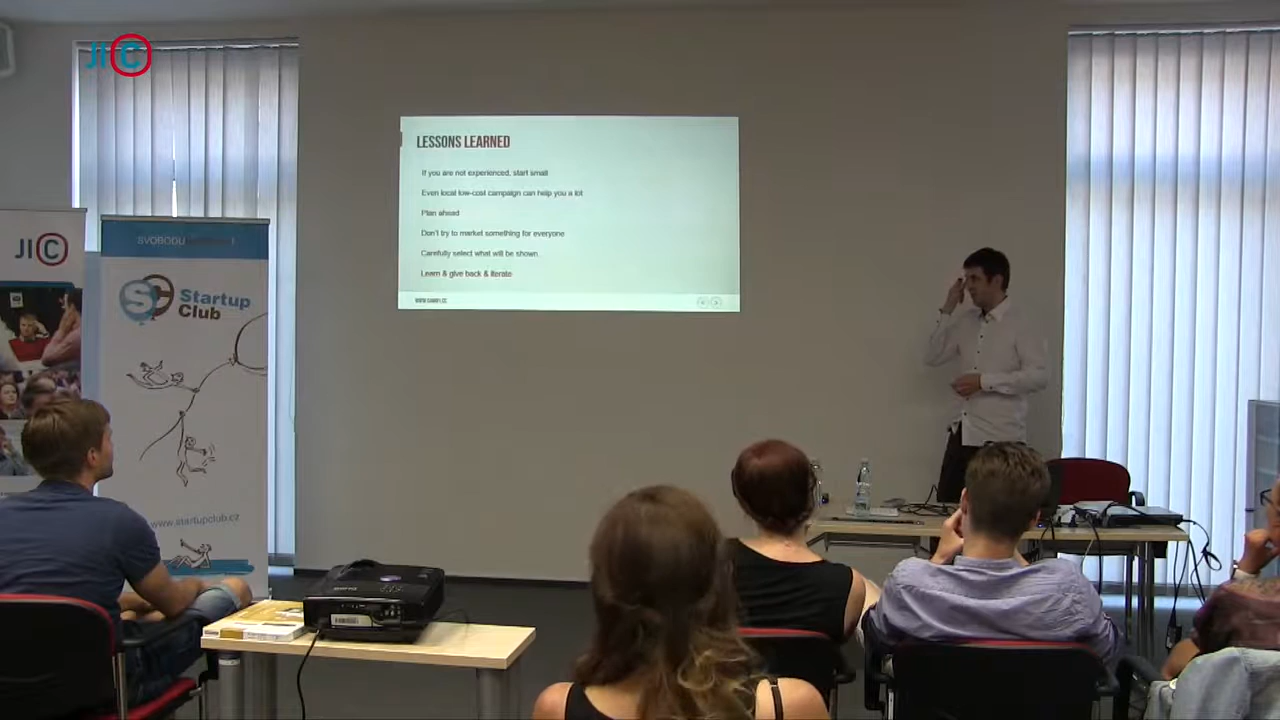 JIC
LESSONS LEARNED
If you are not experienced, start small
Even local low-cost campaign can help you a lot
Plan ahead
Don't try to market something for everyone
Carefully select what will be shown
Learn & give back & iterate
JIC
SVOBODU
SC Startup
Club
www.startupclub.cz